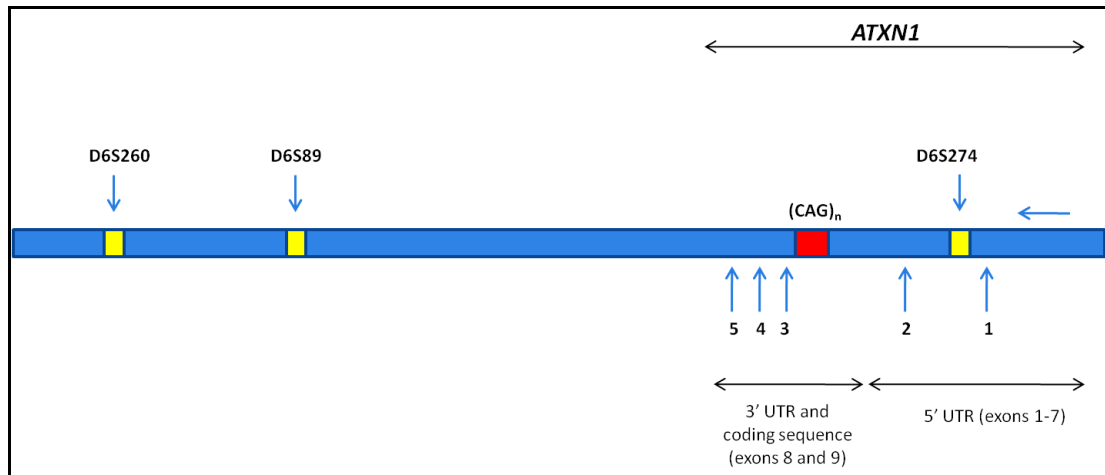 ATXN1
D6S260
D6S89
D6S274
(CAG)n
5
4
3
2
1
3’ UTR and
coding sequence
(exons 8 and 9)
5’ UTR (exons 1-7)